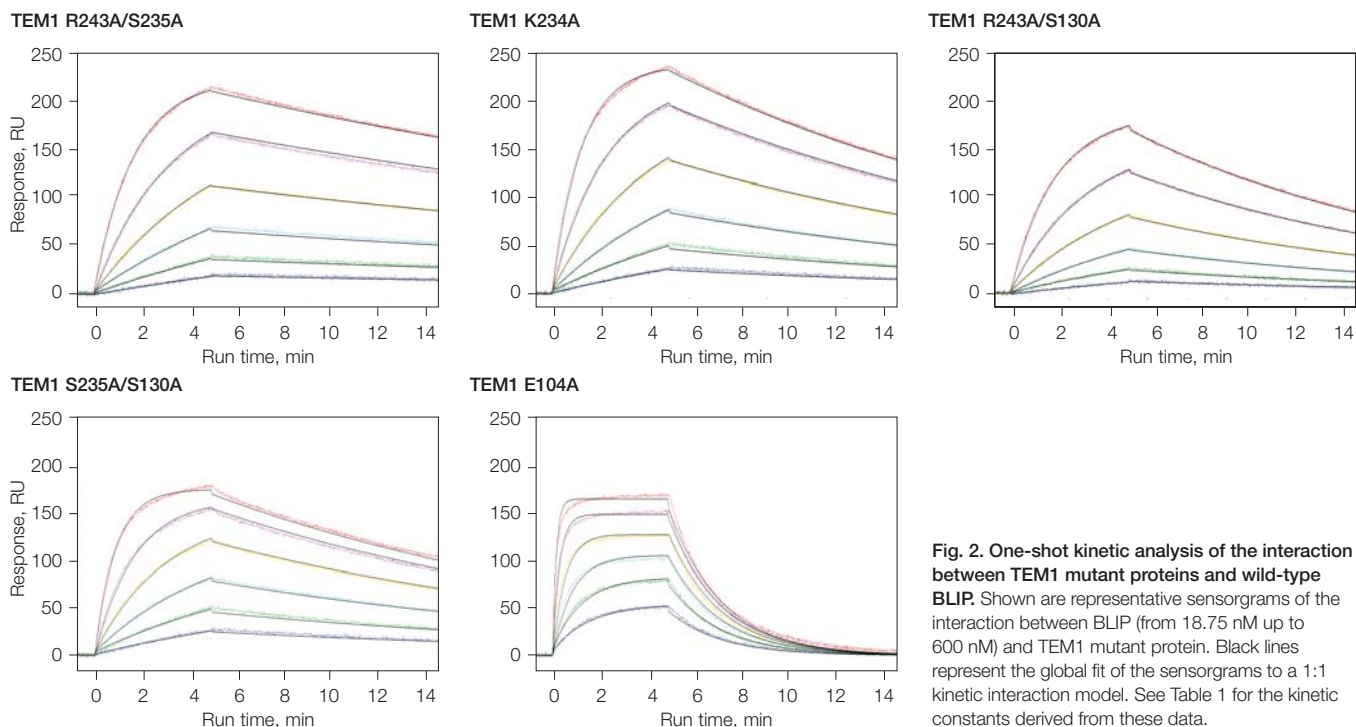 TEM1 R243A/S235A
250
200
150
100
50
0
Response, RU
0 2 4 6 8 10 12 14
Run time, min
TEM1 K234A
250
200
150
100
50
0
0 2 4 6 8 10 12 14
Run time, min
TEM1 R243A/S130A
250
200
150
100
50
0
0 2 4 6 8 10 12 14
Run time, min
TEM1 S235A/S130A
250
200
150
100
50
0
Response, RU
0 2 4 6 8 10 12 14
Run time, min
TEM1 E104A
250
200
150
100
50
0
0 2 4 6 8 10 12 14
Run time, min
Fig. 2. One-shot kinetic analysis of the interaction
between TEM1 mutant proteins and wild-type
BLIP. Shown are representative sensorgrams of the
interaction between BLIP (from 18.75 nM up to
600 nM) and TEM1 mutant protein. Black lines
represent the global fit of the sensorgrams to a 1:1
kinetic interaction model. See Table 1 for the kinetic
constants derived from these data.